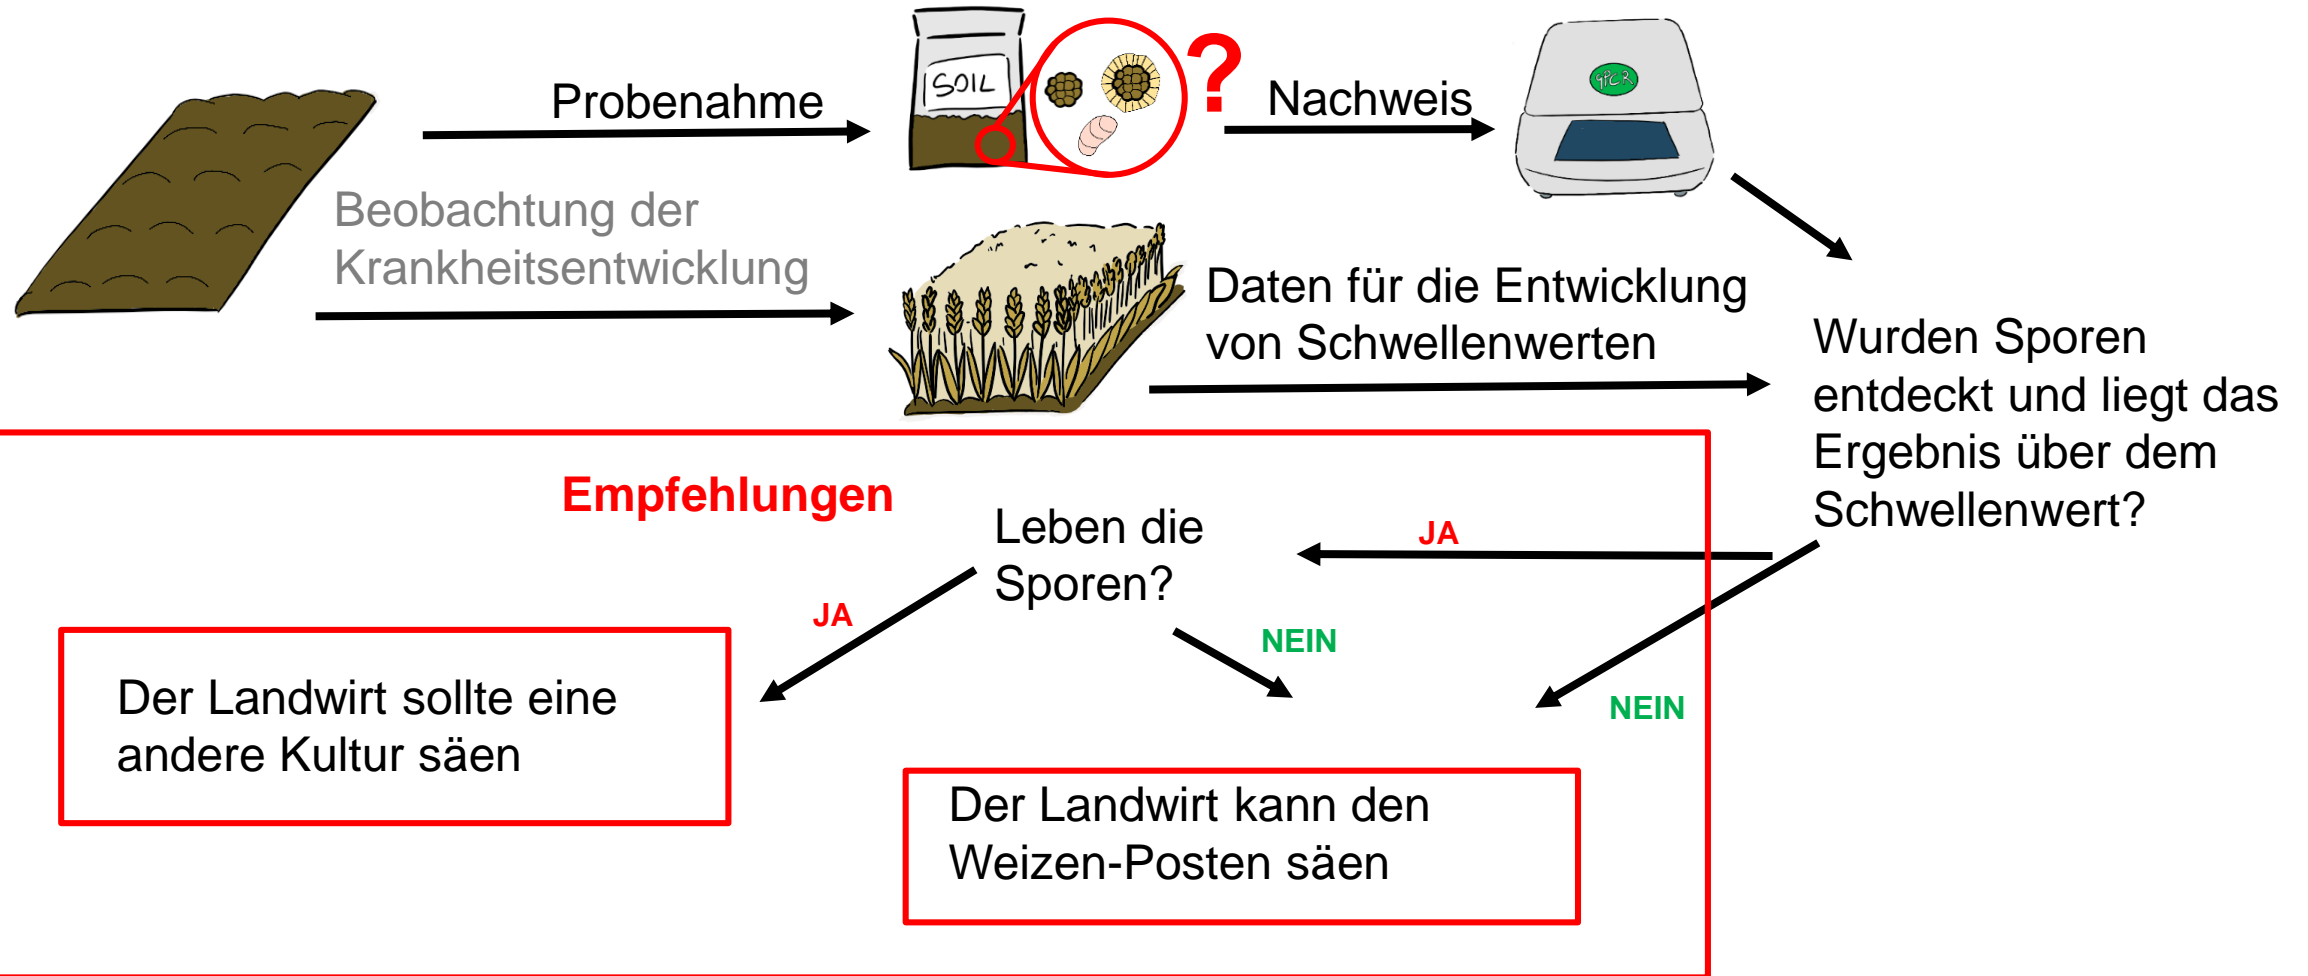 Probenahme
SOIL
?
Nachweis
qPCR
Beobachtung der
Krankheitsentwicklung
Daten für die Entwicklung
von Schwellenwerten
Wurden Sporen
entdeckt und liegt das
Ergebnis über dem
Schwellenwert?
Empfehlungen
Leben die
Sporen?
JA
JA
NEIN
NEIN
Der Landwirt sollte eine
andere Kultur säen
Der Landwirt kann den
Weizen-Posten säen